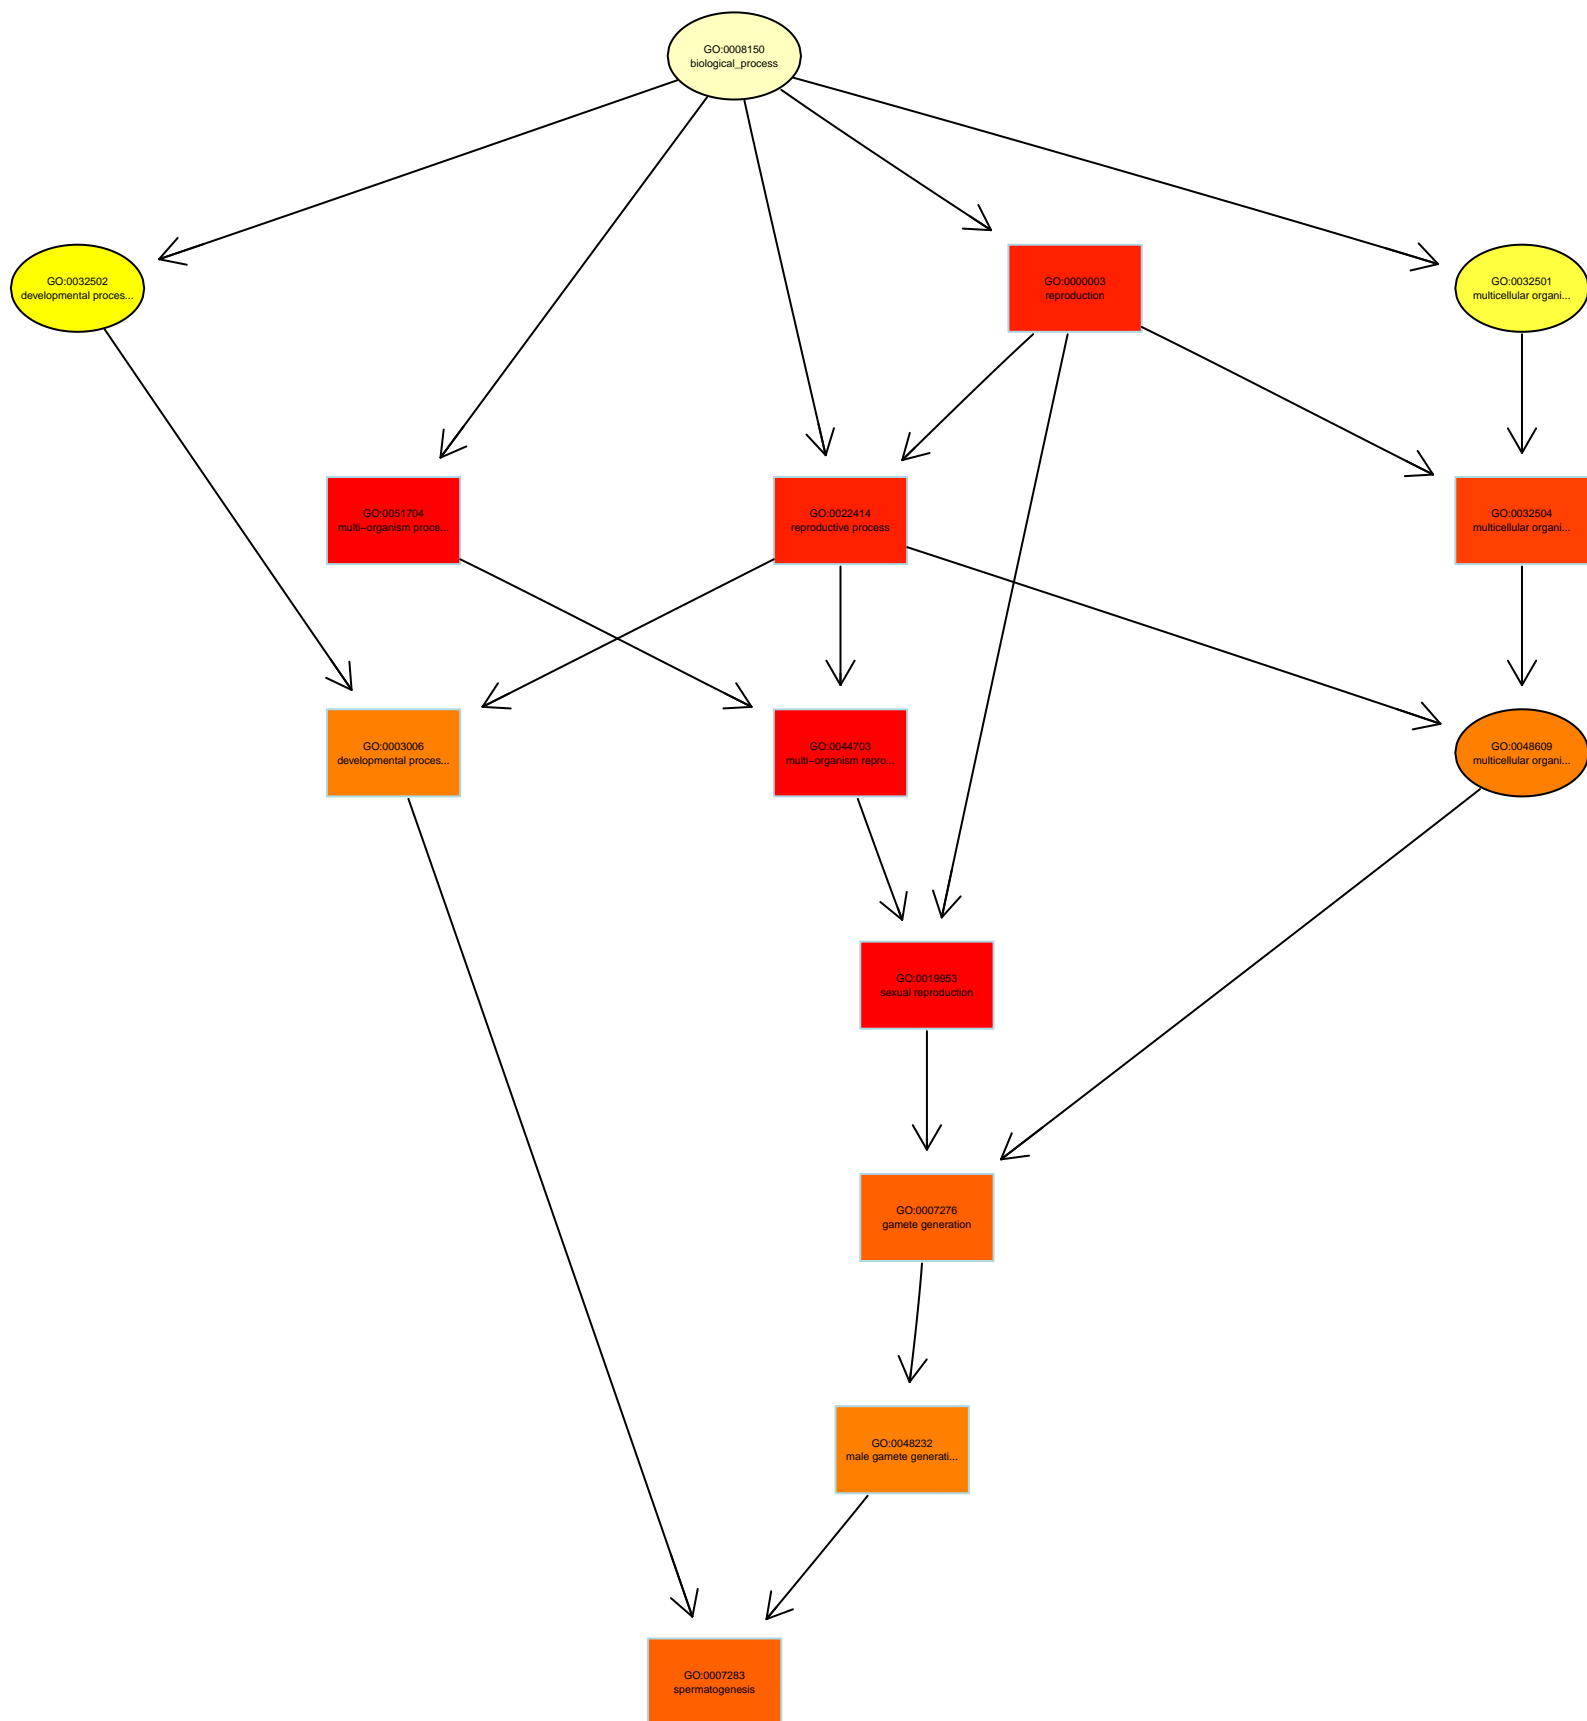 GO:0008150
biological_process
GO:0032502
developmental proces...
GO:0000003
reproduction
GO:0032501
multicellular organi...
GO:0051704
multi−organism proce...
GO:0022414
reproductive process
GO:0032504
multicellular organi...
GO:0003006
developmental proces...
GO:0044703
multi−organism repro...
GO:0048609
multicellular organi...
GO:0019953
sexual reproduction
GO:0007276
gamete generation
GO:0048232
male gamete generati...
GO:0007283
spermatogenesis